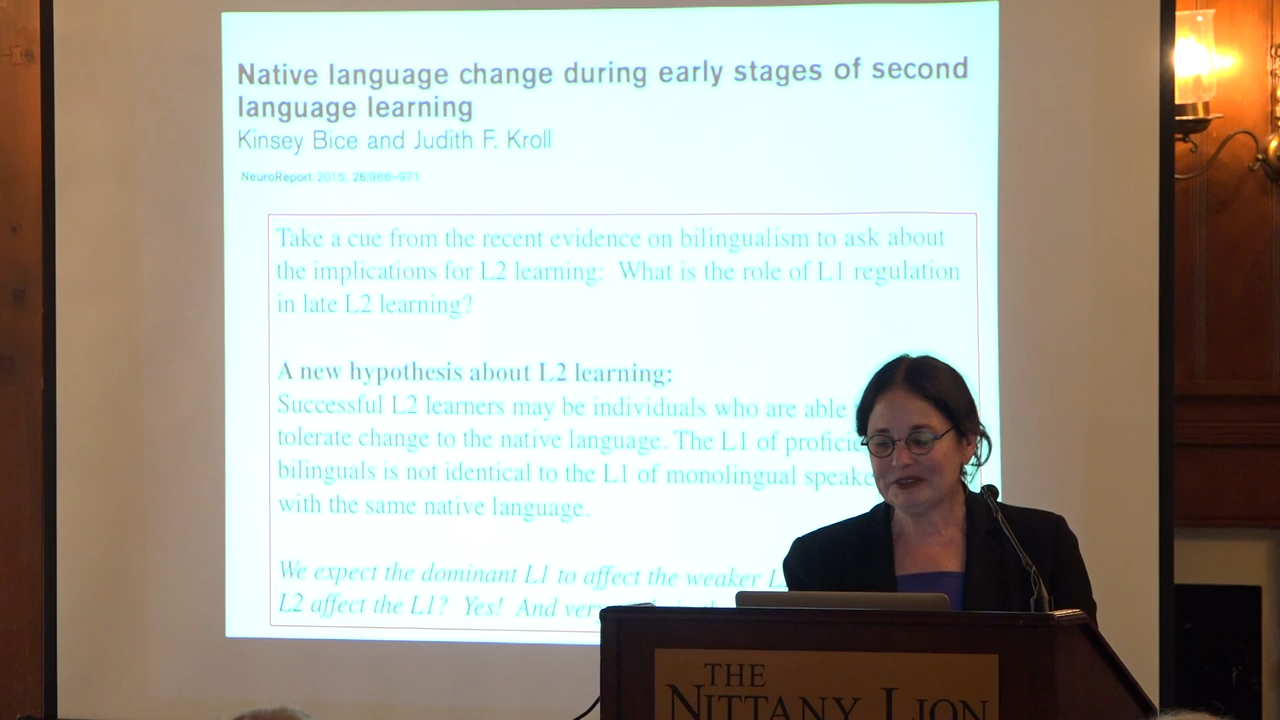 Native language change during early stages of second
language learning
Kinsey Bice and Judith F. Kroll
NeuroReport 2015, 26:966–971
Take a cue from the recent evidence on bilingualism to ask about
the implications for L2 learning: What is the role of L1 regulation
in late L2 learning?
A new hypothesis about L2 learning:
Successful L2 learners may be individuals who are able
tolerate change to the native language. The L1 of
bilinguals is not identical to the L1 of monolingual
with the same native language.
We expect the dominant L1 to affect the weaker
L2 affect the L1? Yes! And
THE
NITTANY LION